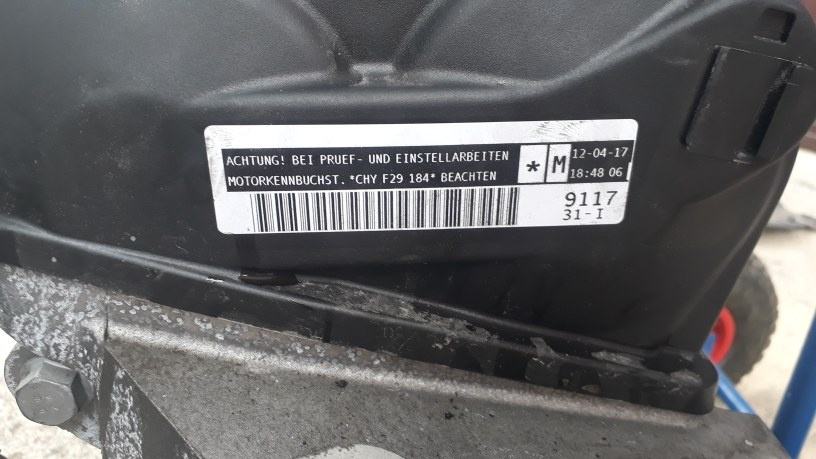 ACHTUNG! BEI PRUEF- UND EINSTELLARBEITEN
MOTORKENNBUCHST. *CHY F29 184* BEACHTEN
* M
12-04-17
18:48 06
9117
31-I